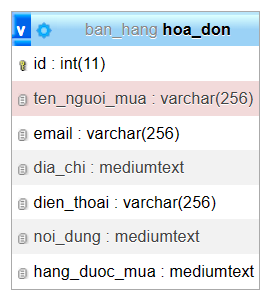 v ban_hang hoa_don
id : int(11)
ten_nguoi_mua : varchar(256)
email : varchar(256)
dia_chi : mediumtext
dien_thoai : varchar(256)
noi_dung : mediumtext
hang_duoc_mua : mediumtext